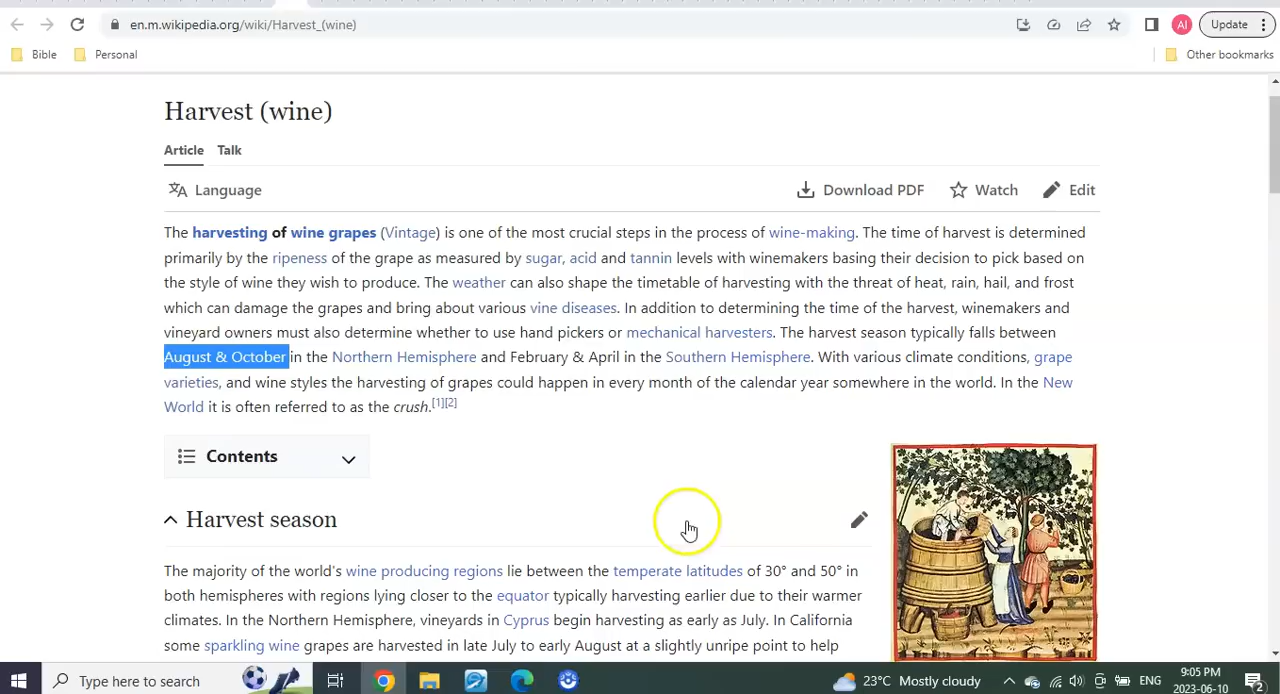 en.m.wikipedia.org/wiki/Harvest_(wine)
AI
Update
Bible
Personal
Other bookmarks
Harvest (wine)
Article Talk
Language
Download PDF
Watch
Edit
The harvesting of wine grapes (Vintage) is one of the most crucial steps in the process of wine-making. The time of harvest is determined
primarily by the ripeness of the grape as measured by sugar, acid and tannin levels with winemakers basing their decision to pick based on
the style of wine they wish to produce. The weather can also shape the timetable of harvesting with the threat of heat, rain, hail, and frost
which can damage the grapes and bring about various vine diseases. In addition to determining the time of the harvest, winemakers and
vineyard owners must also determine whether to use hand pickers or mechanical harvesters. The harvest season typically falls between
August & October in the Northern Hemisphere and February & April in the Southern Hemisphere. With various climate conditions, grape
varieties, and wine styles the harvesting of grapes could happen in every month of the calendar year somewhere in the world. In the New
World it is often referred to as the crush.[1][2]
Contents
Harvest season
The majority of the world's wine producing regions lie between the temperate latitudes of 30° and 50° in
both hemispheres with regions lying closer to the equator typically harvesting earlier due to their warmer
climates. In the Northern Hemisphere, vineyards in Cyprus begin harvesting as early as July. In California
some sparkling wine grapes are harvested in late July to early August at a slightly unripe point to help
Type here to search
23°C Mostly cloudy
ENG
9:05 PM
2023-06-10
2